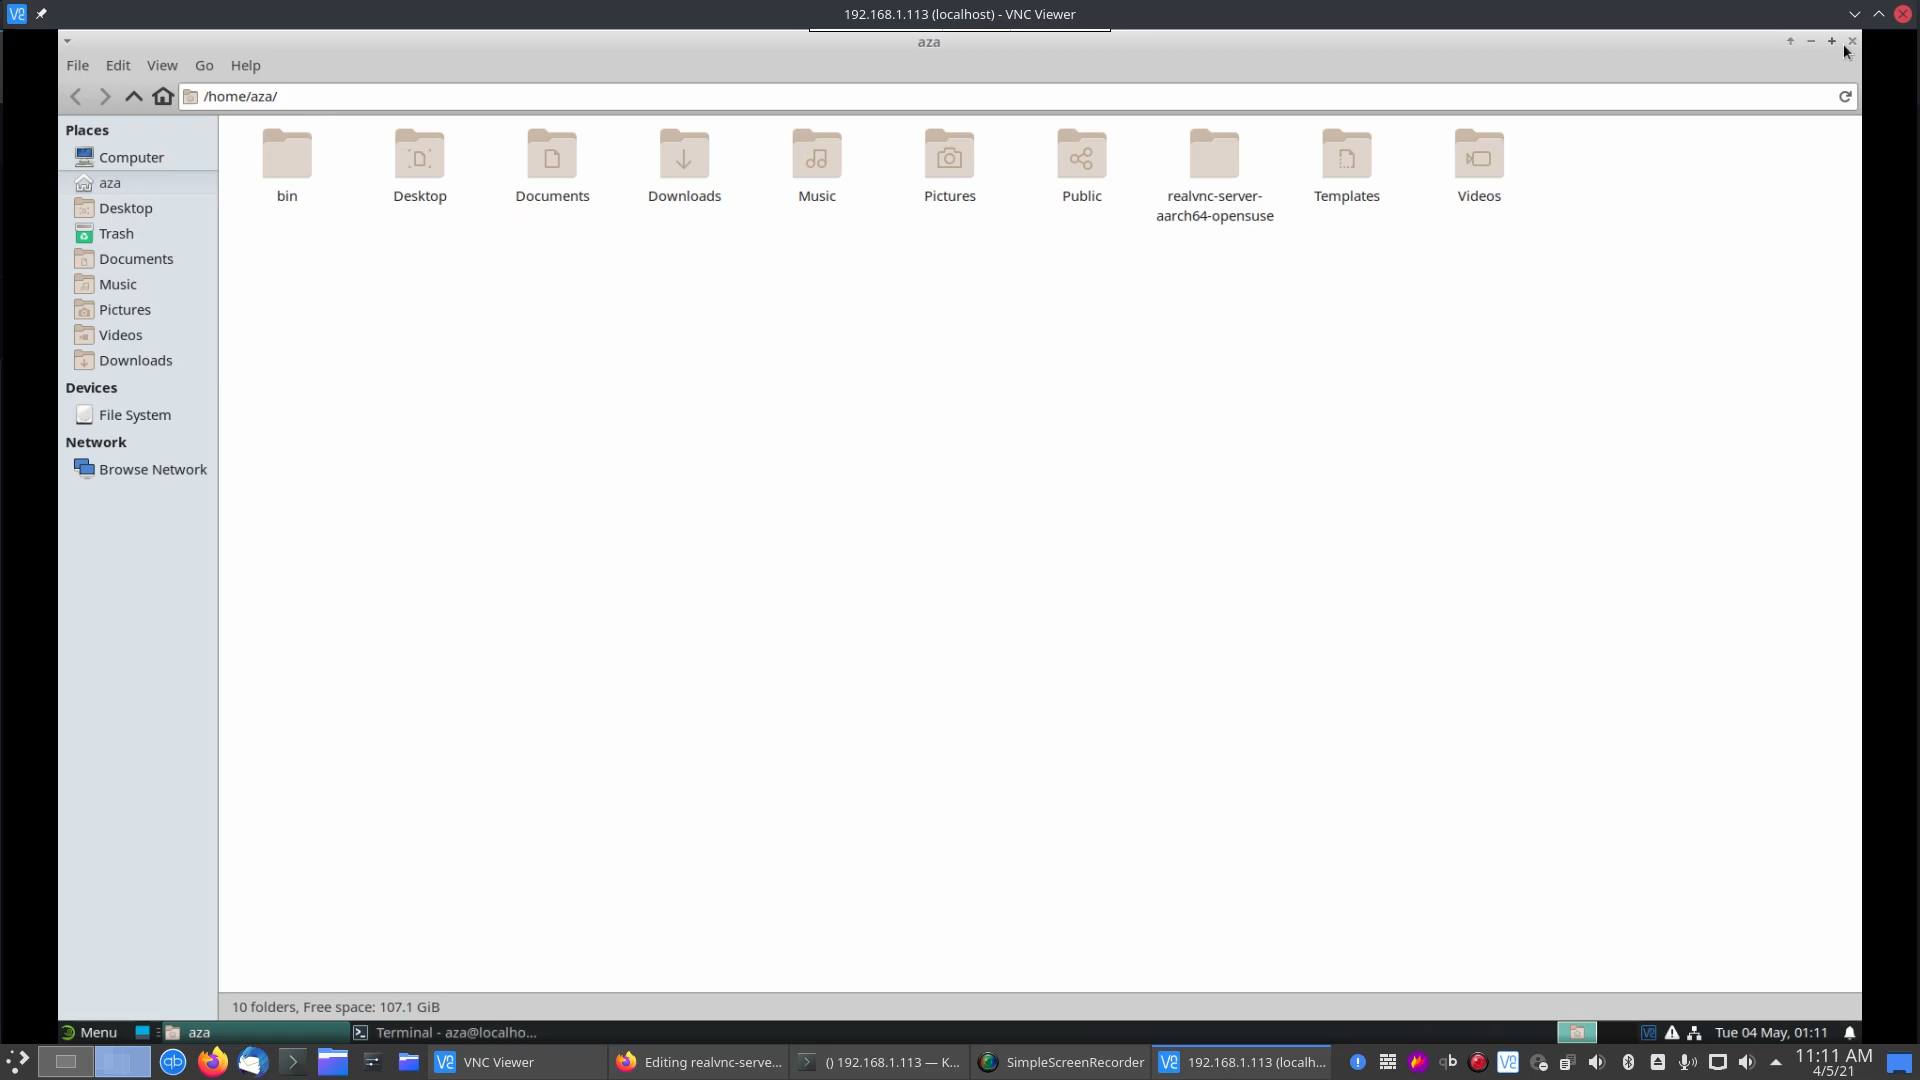 192.168.1.113 (localhost) - VNC Viewer
aza
File Edit View Go Help
/home/aza/
Places
Computer
aza
Desktop
Trash
Documents
Music
Pictures
Videos
Downloads
Devices
File System
Network
Browse Network
bin Desktop Documents Downloads Music Pictures Public realvnc-server- Templates Videos
aarch64-opensuse
10 folders, Free space: 107.1 GiB
Menu aza Terminal - aza@localho... Tue 04 May, 01:11
VNC Viewer Editing realvnc-serve... () 192.168.1.113 — K... SimpleScreenRecorder 192.168.1.113 (localh... 11:11 AM
4/5/21